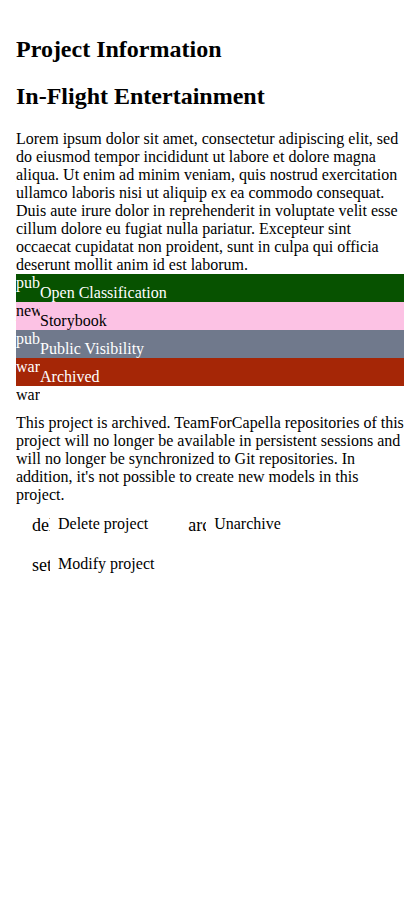 Project Information
In-Flight Entertainment
Lorem ipsum dolor sit amet, consectetur adipiscing elit, sed
do eiusmod tempor incididunt ut labore et dolore magna
aliqua. Ut enim ad minim veniam, quis nostrud exercitation
ullamco laboris nisi ut aliquip ex ea commodo consequat.
Duis aute irure dolor in reprehenderit in voluptate velit esse
cillum dolore eu fugiat nulla pariatur. Excepteur sint
occaecat cupidatat non proident, sunt in culpa qui officia
deserunt mollit anim id est laborum.
pub Open Classification
new Storybook
pub Public Visibility
war Archived
war
This project is archived. TeamForCapella repositories of this
project will no longer be available in persistent sessions and
will no longer be synchronized to Git repositories. In
addition, it's not possible to create new models in this
project.
de Delete project arc Unarchive
set Modify project